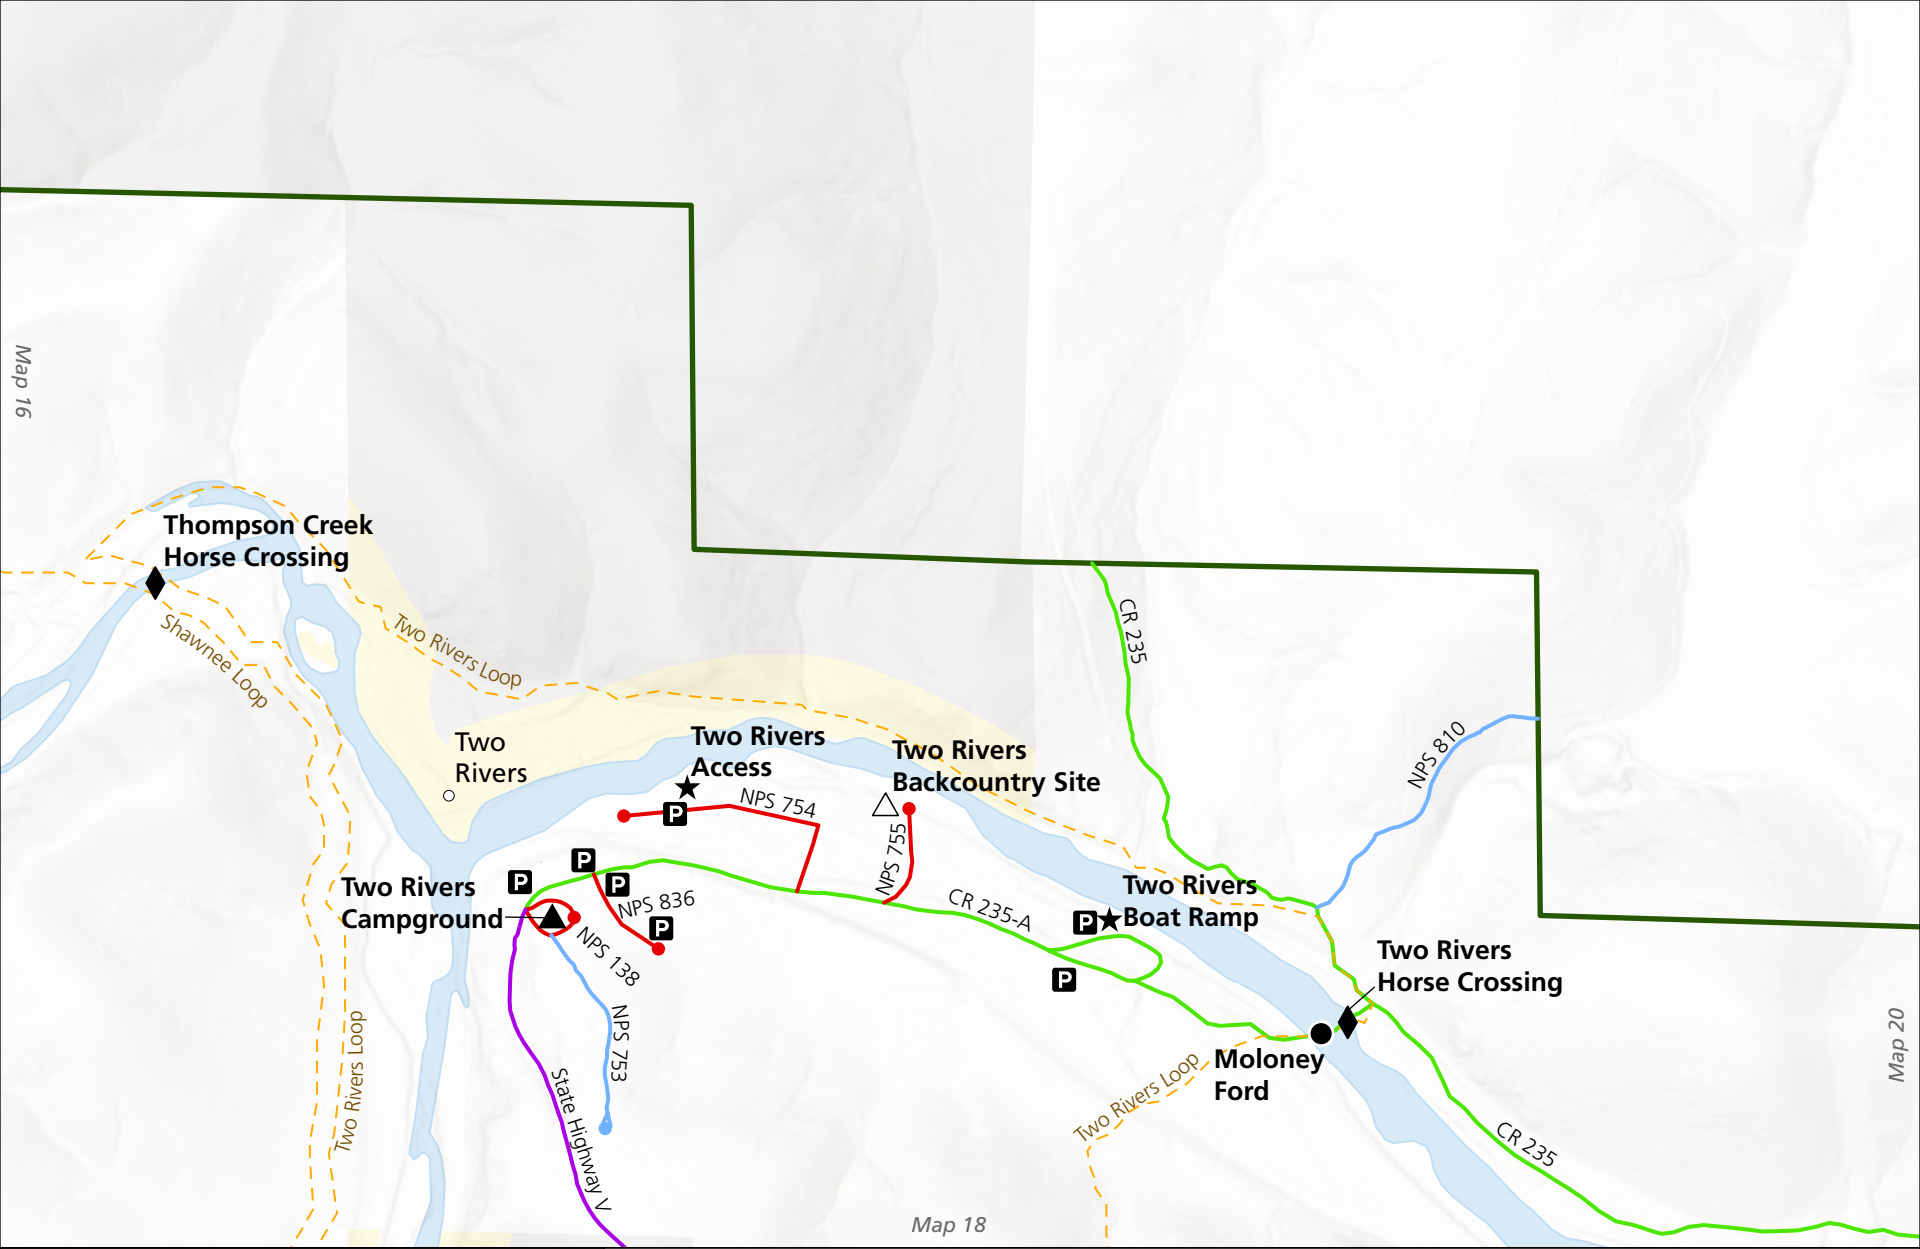 Map 16
Thompson Creek
Horse Crossing
Shawnee Loop
Two Rivers Loop
CR 235
NPS 810
Two
Rivers
Two Rivers
Access
P
NPS 754
Two Rivers
Backcountry Site
NPS 755
P
P
P
Two Rivers
Campground
NPS 836
P
NPS 138
CR 235-A
Two Rivers
P
Boat Ramp
P
Two Rivers
Horse Crossing
NPS 753
Two Rivers Loop
State Highway V
Moloney
Ford
Two Rivers Loop
CR 235
Map 20
Map 18